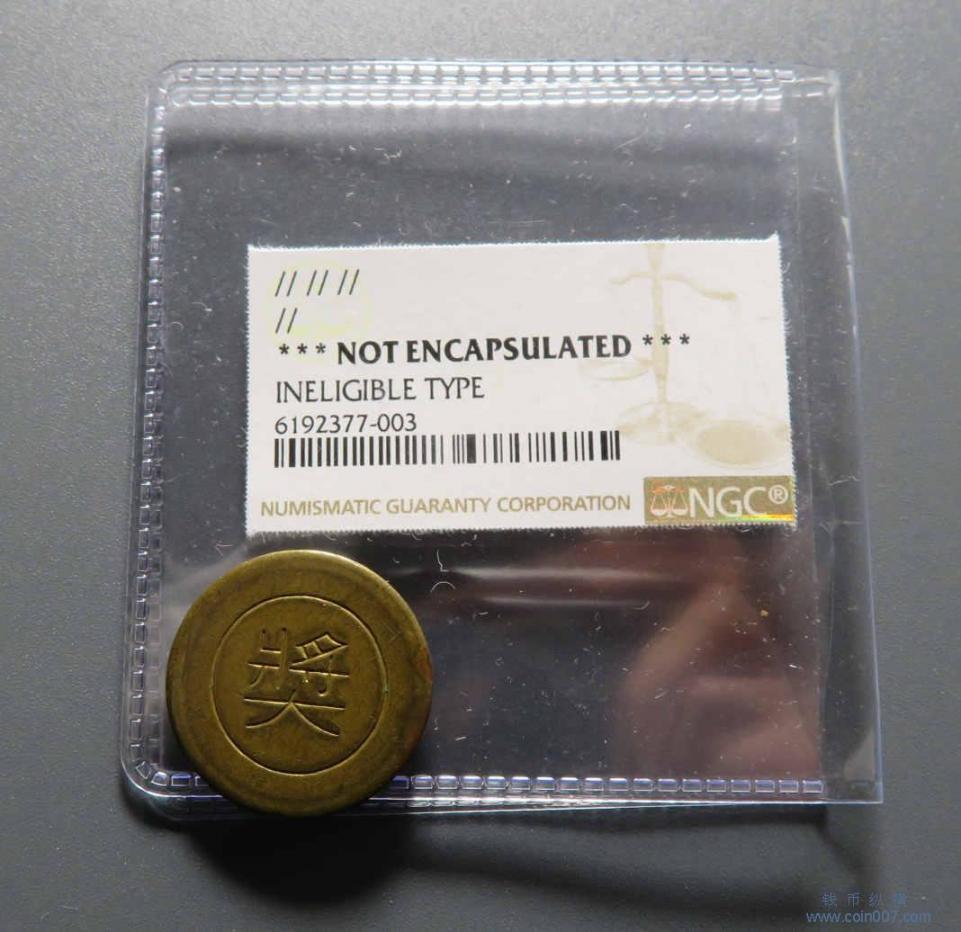 // // //
//
*** NOT ENCAPSULATED ***
INELIGIBLE TYPE
6192377-003
NUMISMATIC GUARANTY CORPORATION NGC®
奬
钱币纵横
www.coin007.com